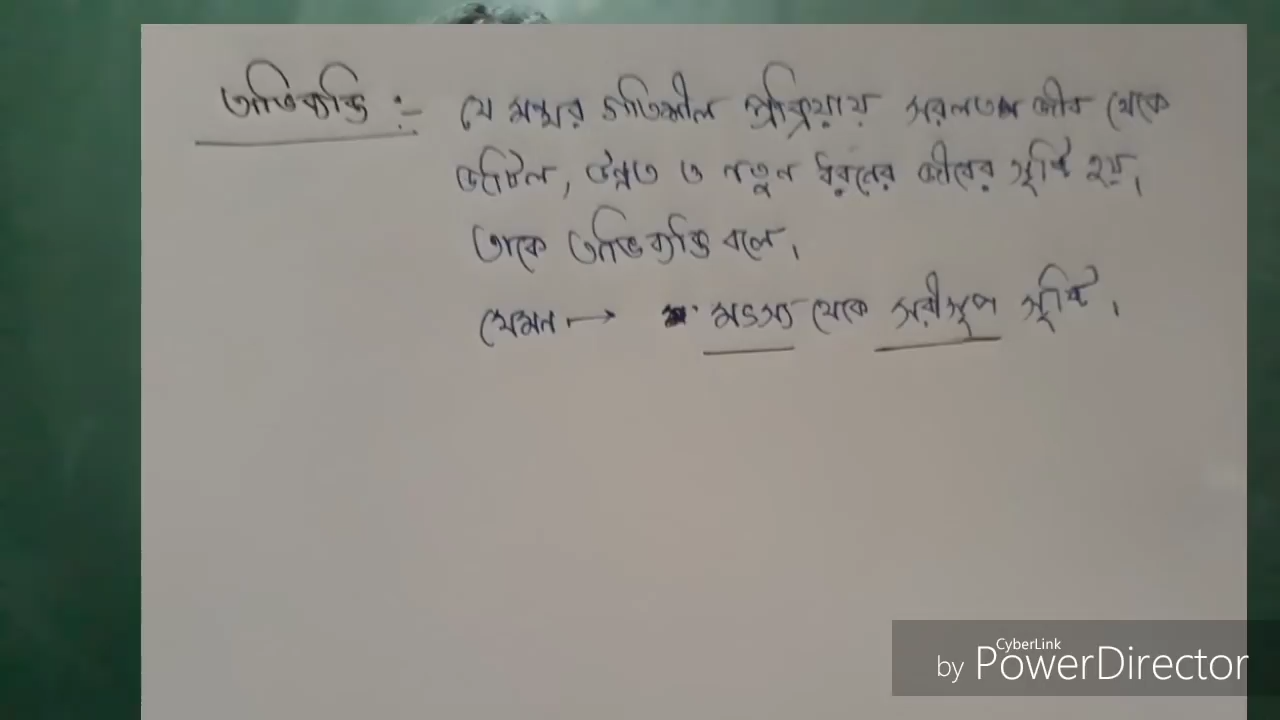 অভিব্যক্তি :- যে মন্থর গতিশীল প্রক্রিয়ায় সরলতম জীব থেকে
জটিল, উন্নত ও নতুন ধরনের জীবের সৃষ্টি হয়,
তাকে অভিব্যক্তি বলে।
যেমন → মৎস্য থেকে সরীসৃপ সৃষ্টি।
CyberLink
by PowerDirector